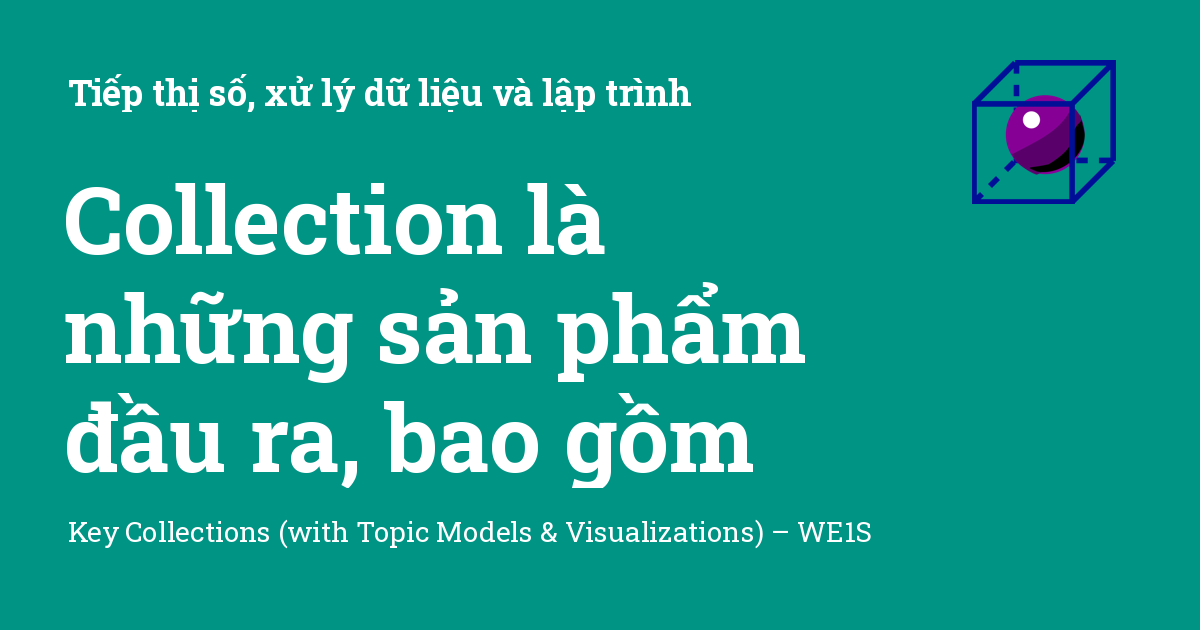 Tiếp thị số, xử lý dữ liệu và lập trình
Collection là
những sản phẩm
đầu ra, bao gồm
Key Collections (with Topic Models & Visualizations) – WE1S